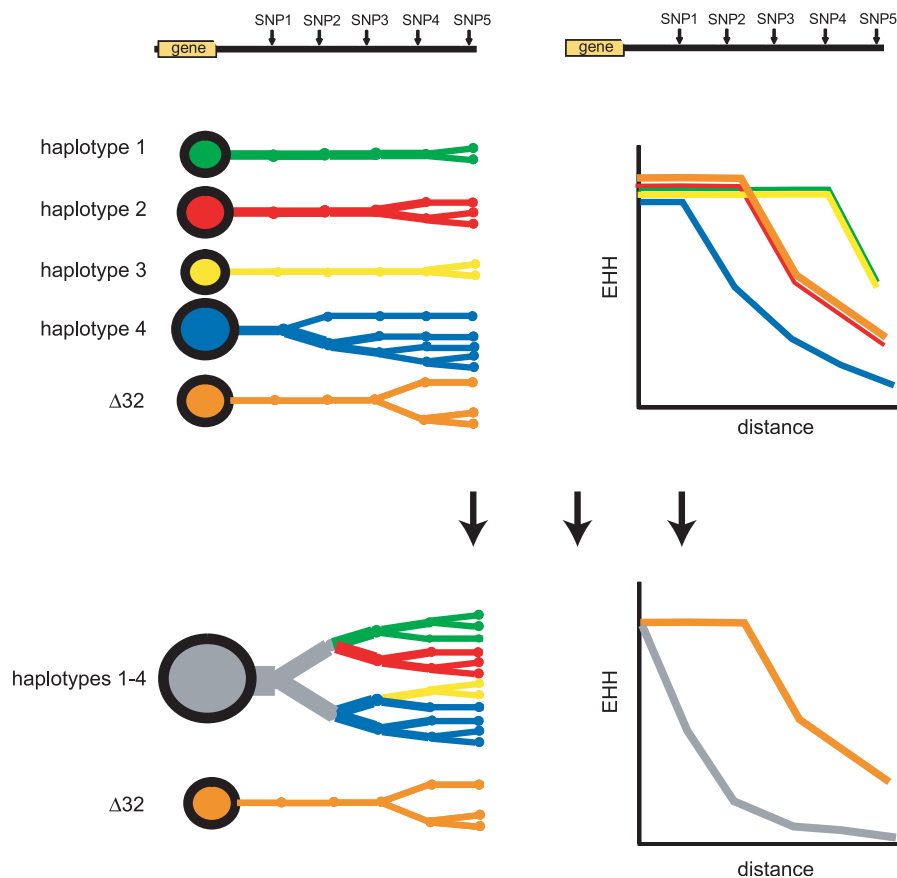 SNP1 SNP2 SNP3 SNP4 SNP5
gene
SNP1 SNP2 SNP3 SNP4 SNP5
gene
haplotype 1
haplotype 2
haplotype 3
haplotype 4
Δ32
EHH
distance
haplotypes 1-4
Δ32
EHH
distance